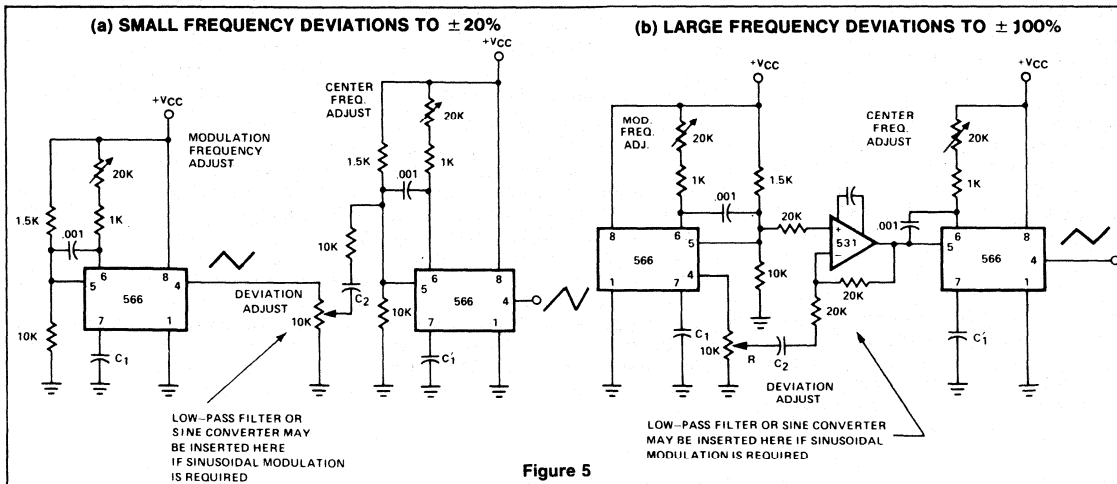 (a) SMALL FREQUENCY DEVIATIONS TO ±20%
+VCC
MODULATION
FREQUENCY
ADJUST
20K
1.5K
1K
.001
6
8
5
4
566
7
1
10K
C1
DEVIATION
ADJUST
10K
LOW-PASS FILTER OR
SINE CONVERTER MAY
BE INSERTED HERE
IF SINUSOIDAL MODULATION
IS REQUIRED
+VCC
CENTER
FREQ.
ADJUST
20K
1.5K
1K
.001
10K
C2
10K
6
8
5
566
4
7
1
C'1
(b) LARGE FREQUENCY DEVIATIONS TO ±100%
+VCC
MOD.
FREQ.
ADJ.
20K
1K
1.5K
.001
8
6
5
566
4
1
7
20K
+
531
−
10K
20K
20K
C1
10K
R
C2
DEVIATION
ADJUST
LOW-PASS FILTER OR SINE CONVERTER
MAY BE INSERTED HERE IF SINUSOIDAL
MODULATION IS REQUIRED
+VCC
CENTER FREQ.
ADJUST
20K
1K
.001
6
8
5
566
4
7
1
C'1
Figure 5